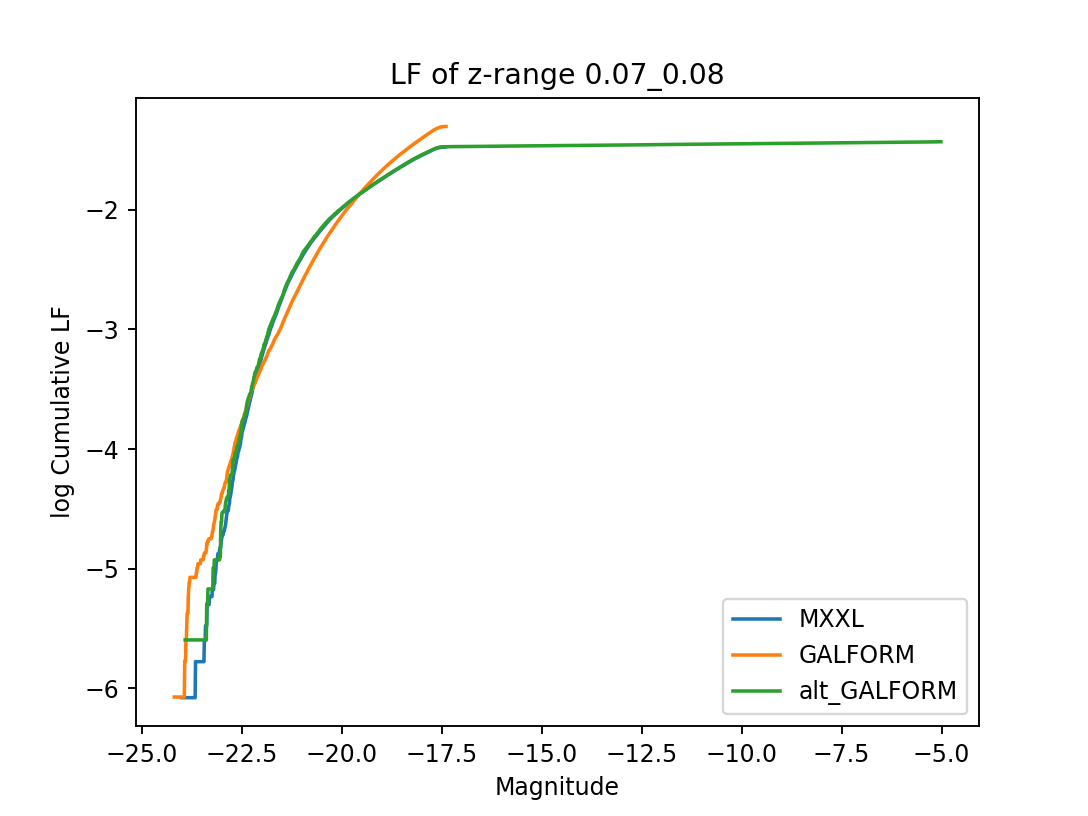 LF of z-range 0.07_0.08
log Cumulative LF
−2
−3
−4
−5
−6
MXXL
GALFORM
alt_GALFORM
−25.0 −22.5 −20.0 −17.5 −15.0 −12.5 −10.0 −7.5 −5.0
Magnitude